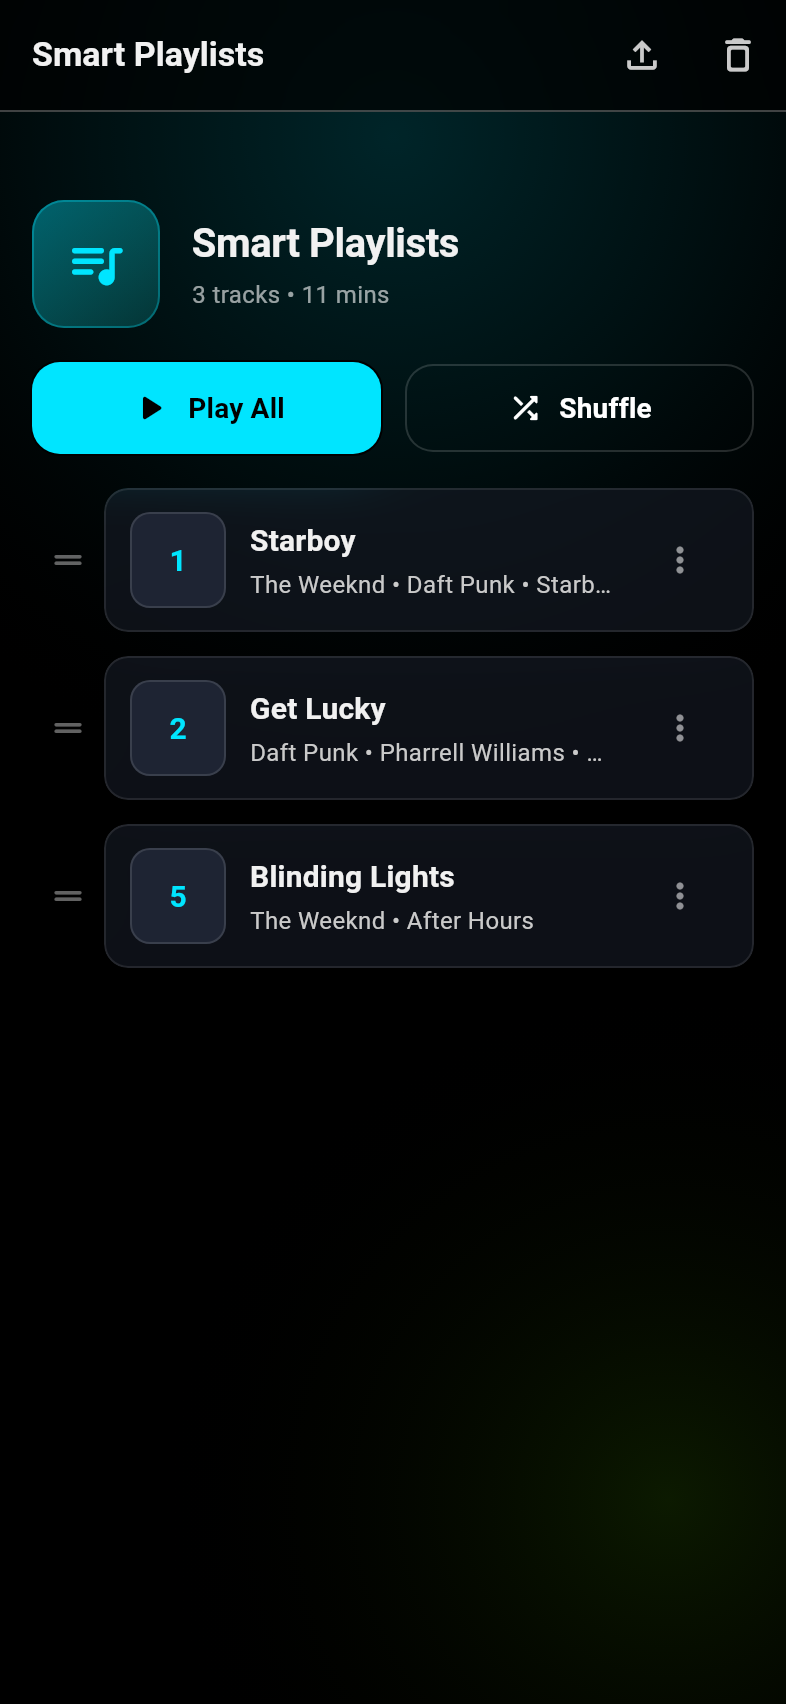 Smart Playlists
Smart Playlists
3 tracks • 11 mins
Play All
Shuffle
1
Starboy
The Weeknd • Daft Punk • Starb...
2
Get Lucky
Daft Punk • Pharrell Williams • ...
5
Blinding Lights
The Weeknd • After Hours